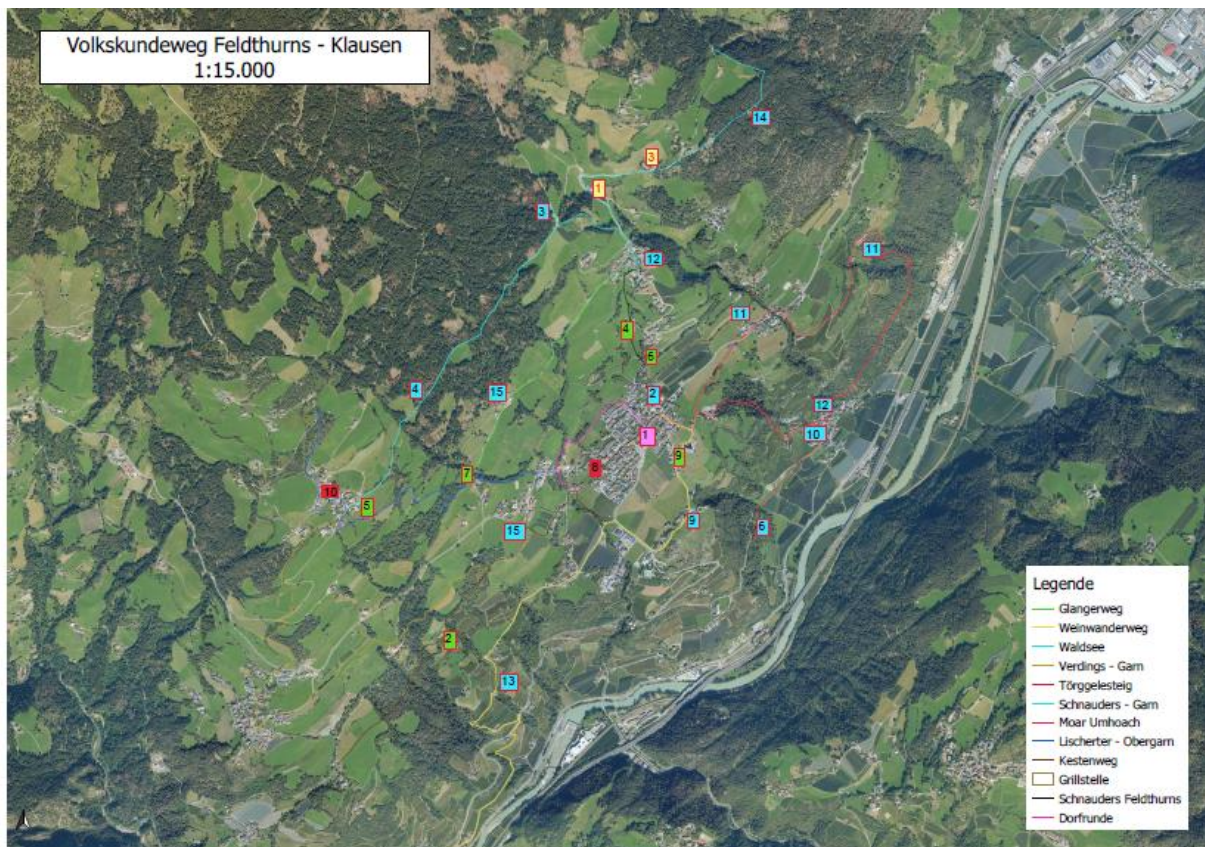 Volkskundeweg Feldthurns - Klausen
1:15.000
14
3
1
3
12
11
11
4
6
4
15
2
12
1
10
9
8
7
10
5
9
6
15
2
13
Legende
Glangerweg
Weinwanderweg
Waldsee
Verdings - Garn
Törggelesteig
Schnauders - Garn
Moar Umhoach
Lischerter - Obergarn
Kestenweg
Grillstelle
Schnauders Feldthurns
Dorfrunde